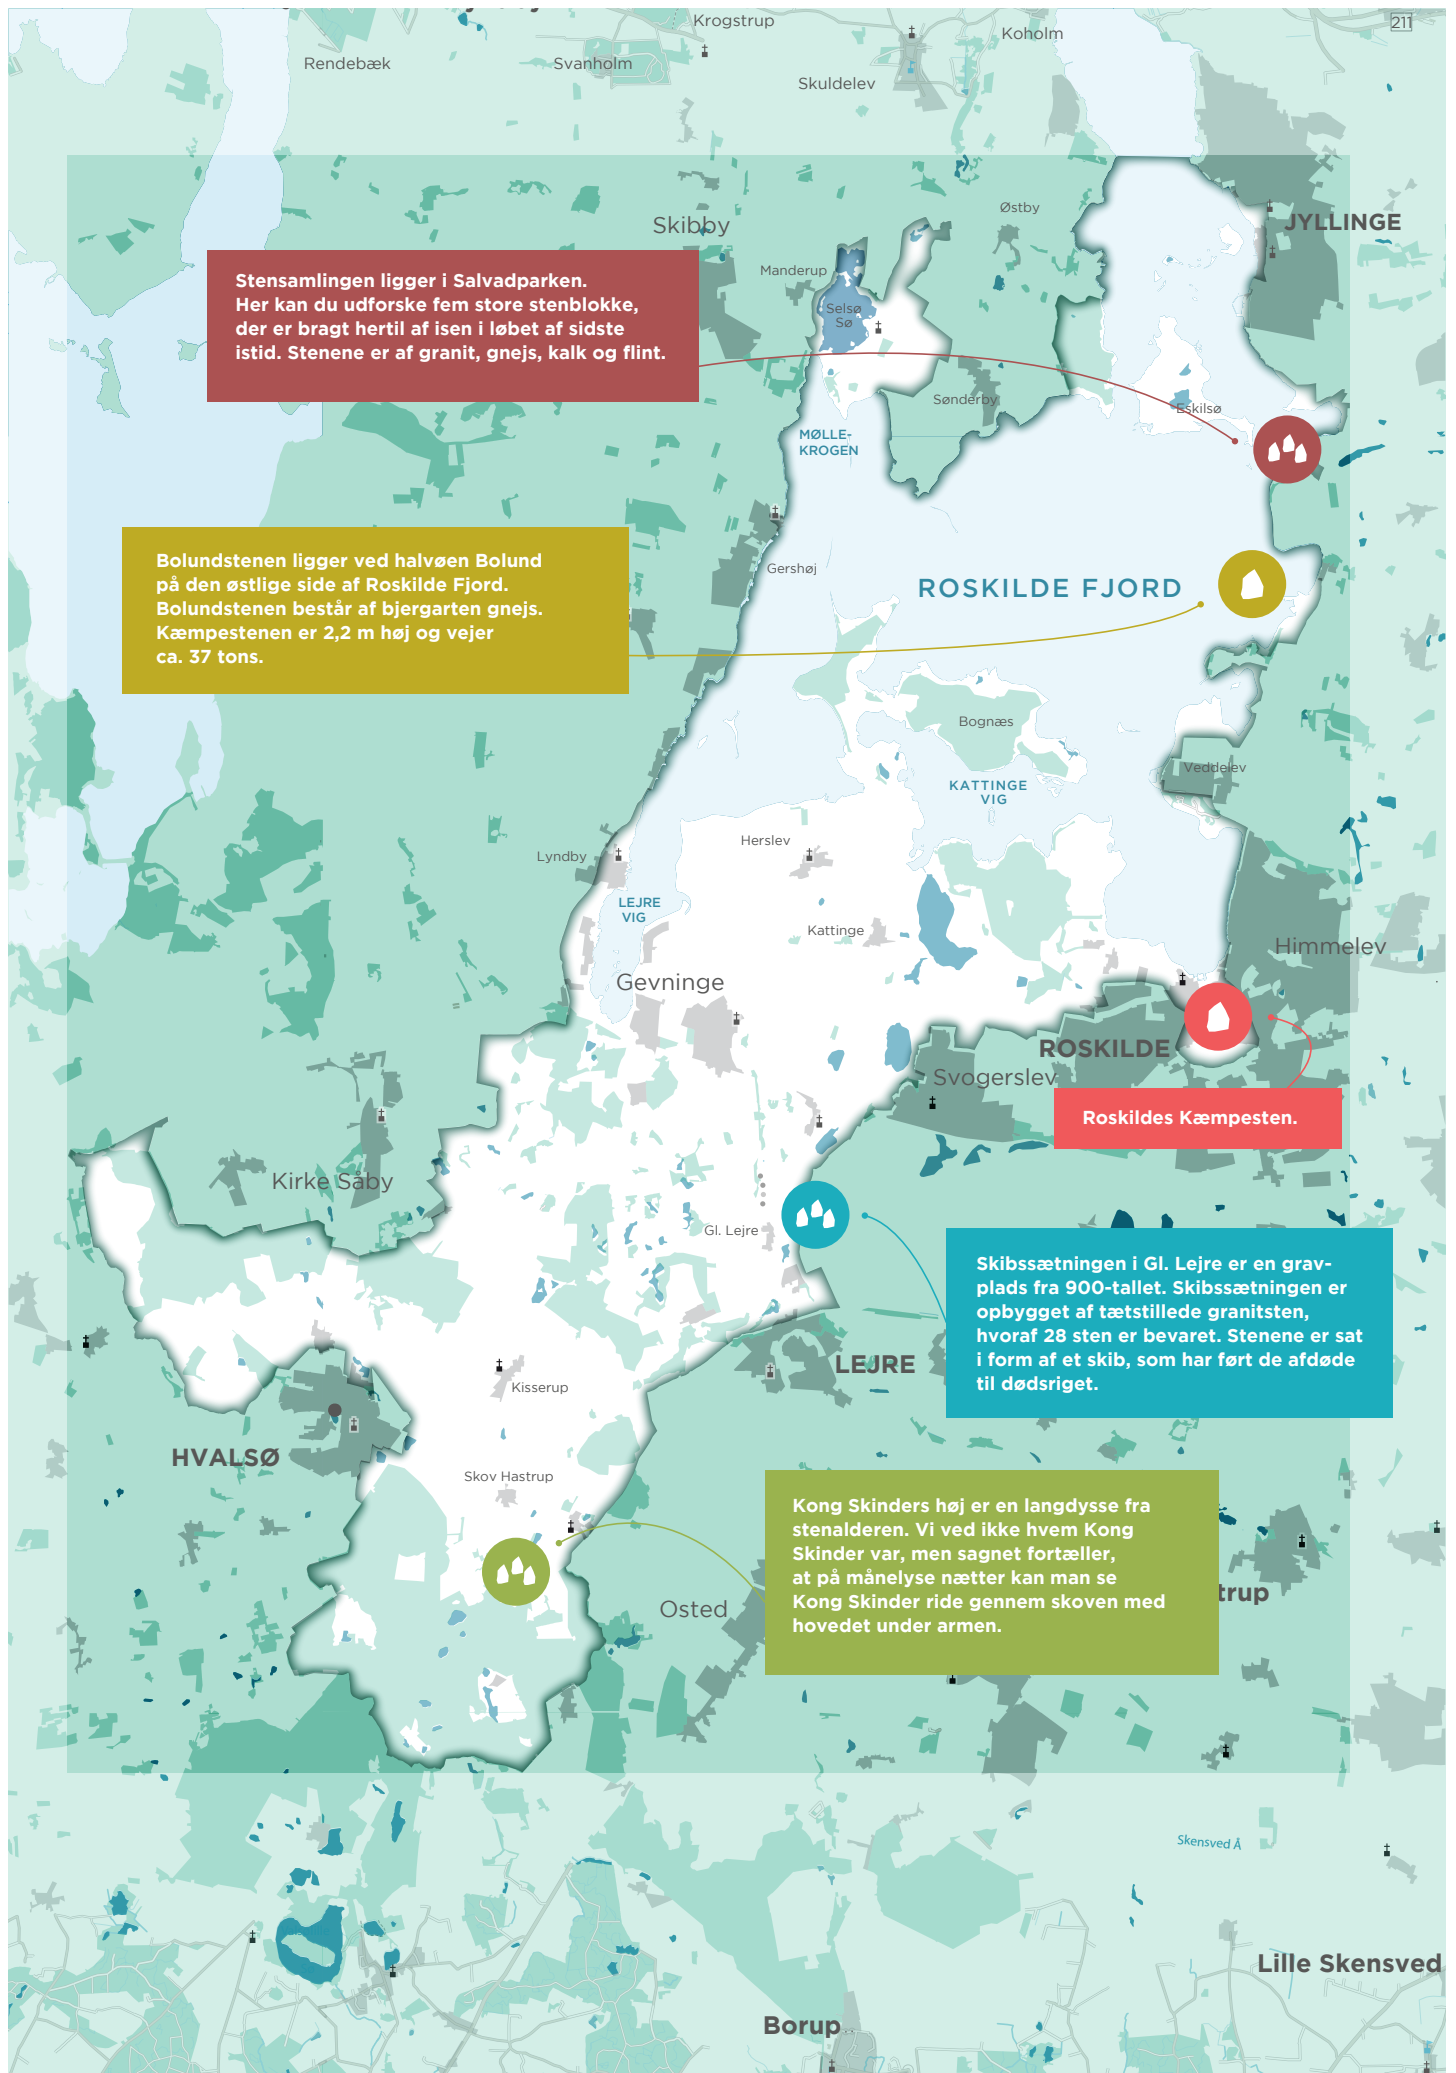 Krogstrup
Koholm
211
Rendebæk
Svanholm
Skuldelev
Skibby
Østby
JYLLINGE
Manderup
Selsø
Sø
Stensamlingen ligger i Salvadparken.
Her kan du udforske fem store stenblokke,
der er bragt hertil af isen i løbet af sidste
istid. Stenene er af granit, gnejs, kalk og flint.
Sønderby
Eskilsø
MØLLE-
KROGEN
Gershøj
ROSKILDE FJORD
Bolundstenen ligger ved halvøen Bolund
på den østlige side af Roskilde Fjord.
Bolundstenen består af bjergarten gnejs.
Kæmpestenen er 2,2 m høj og vejer
ca. 37 tons.
Bognæs
Veddelev
KATTINGE
VIG
Herslev
Lyndby
LEJRE
VIG
Kattinge
Himmelev
Gevninge
ROSKILDE
Svogerslev
Roskildes Kæmpesten.
Kirke Såby
Gl. Lejre
Skibssætningen i Gl. Lejre er en grav-
plads fra 900-tallet. Skibssætningen er
opbygget af tætstillede granitsten,
hvoraf 28 sten er bevaret. Stenene er sat
i form af et skib, som har ført de afdøde
til dødsriget.
LEJRE
Kisserup
HVALSØ
Skov Hastrup
Kong Skinders høj er en langdysse fra
stenalderen. Vi ved ikke hvem Kong
Skinder var, men sagnet fortæller,
at på månelyse nætter kan man se
Kong Skinder ride gennem skoven med
hovedet under armen.
trup
Osted
Skensved Å
Lille Skensved
Borup